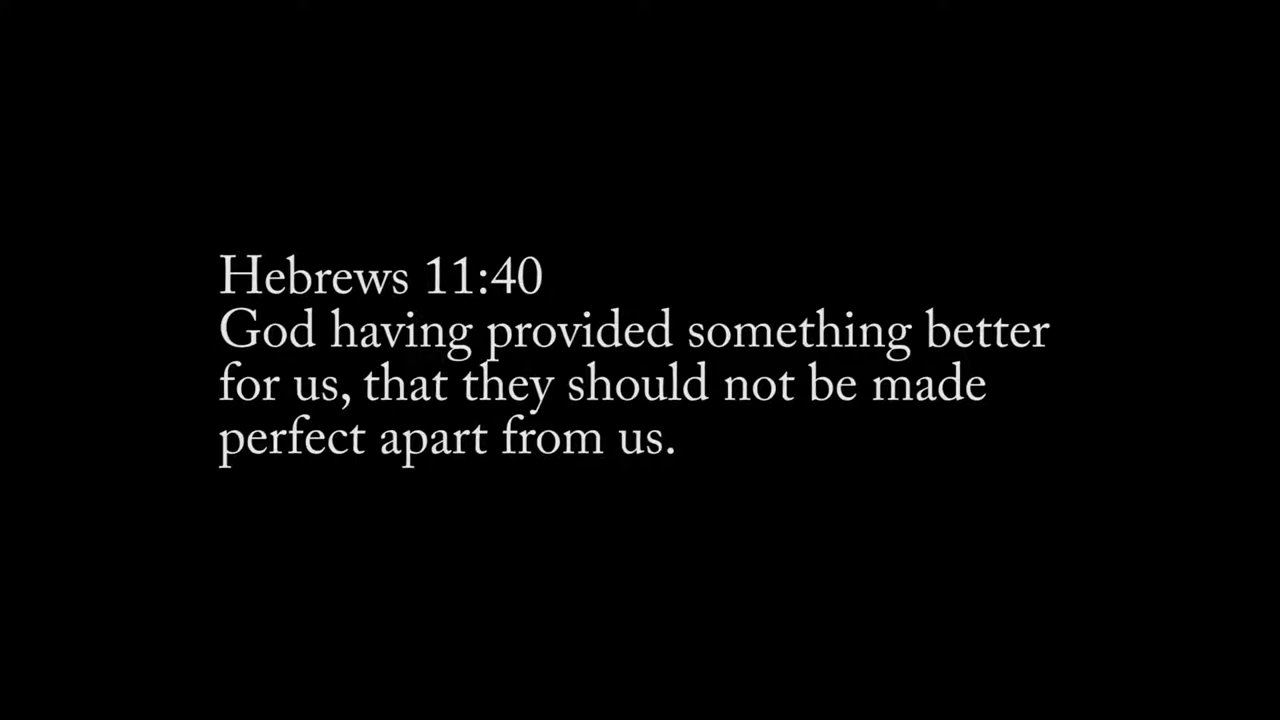 Hebrews 11:40
God having provided something better
for us, that they should not be made
perfect apart from us.